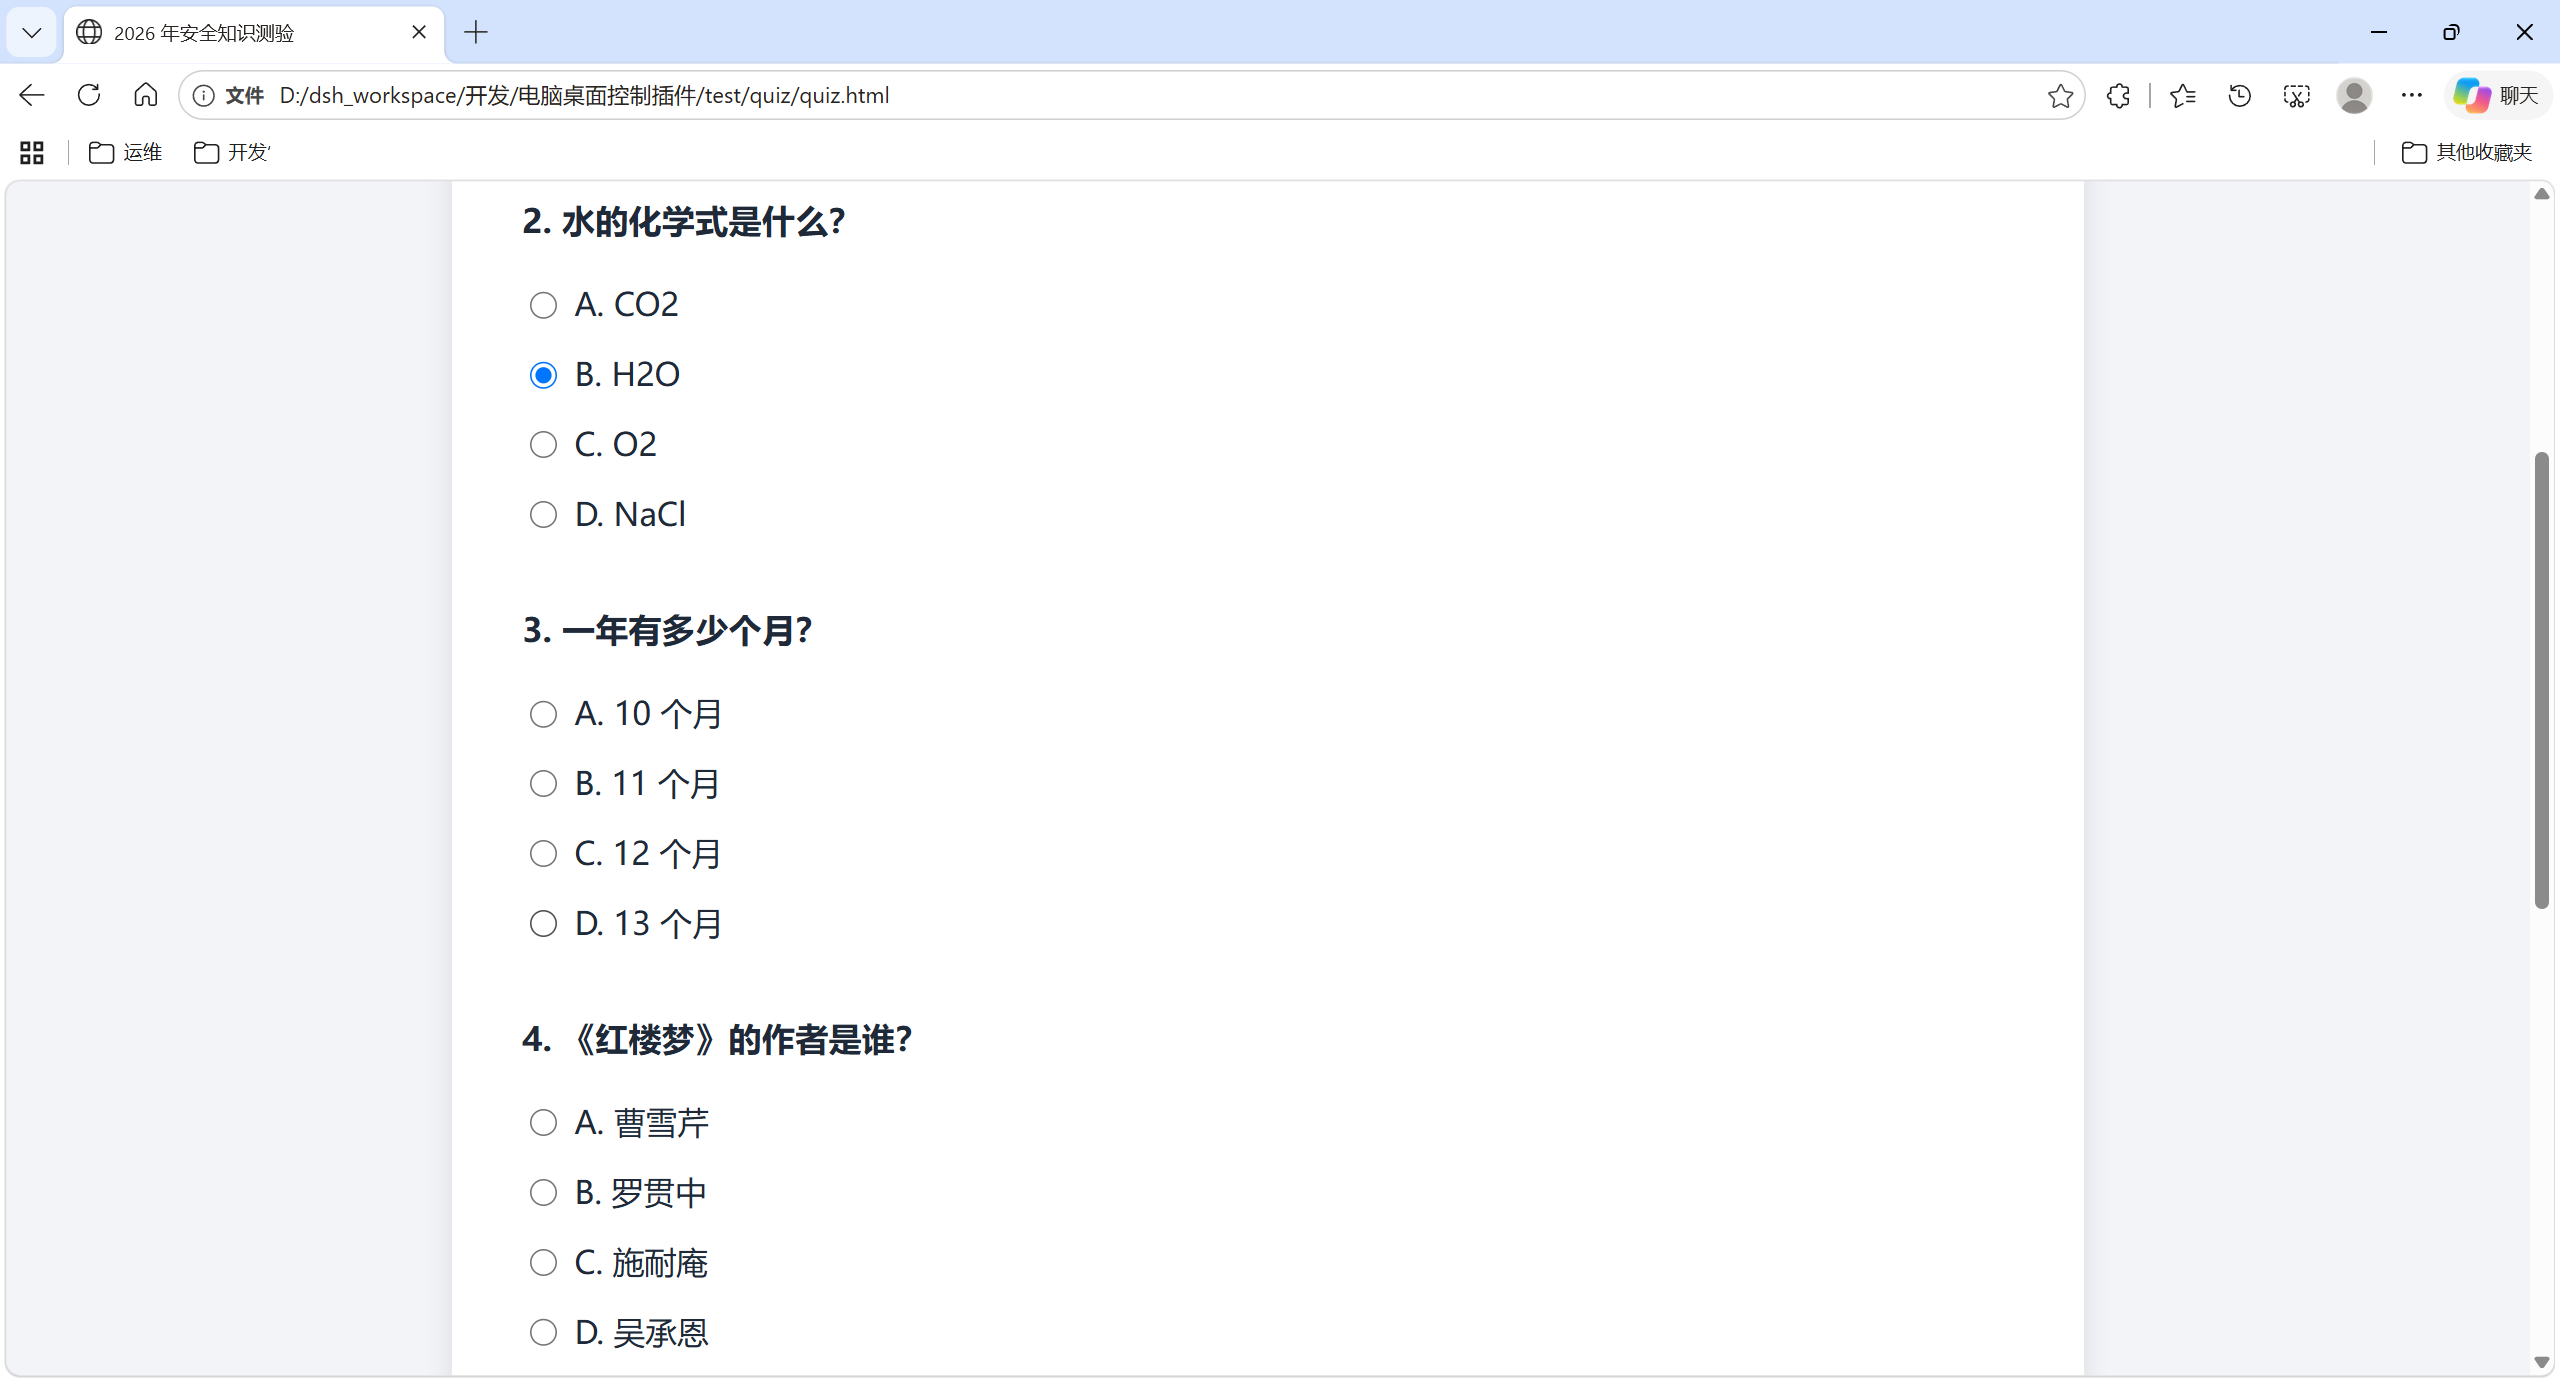 2026 年安全知识测验
文件 D:/dsh_workspace/开发/电脑桌面控制插件/test/quiz/quiz.html
聊天
运维 开发' 其他收藏夹
2. 水的化学式是什么?
A. CO2
B. H2O
C. O2
D. NaCl
3. 一年有多少个月?
A. 10 个月
B. 11 个月
C. 12 个月
D. 13 个月
4. 《红楼梦》的作者是谁?
A. 曹雪芹
B. 罗贯中
C. 施耐庵
D. 吴承恩